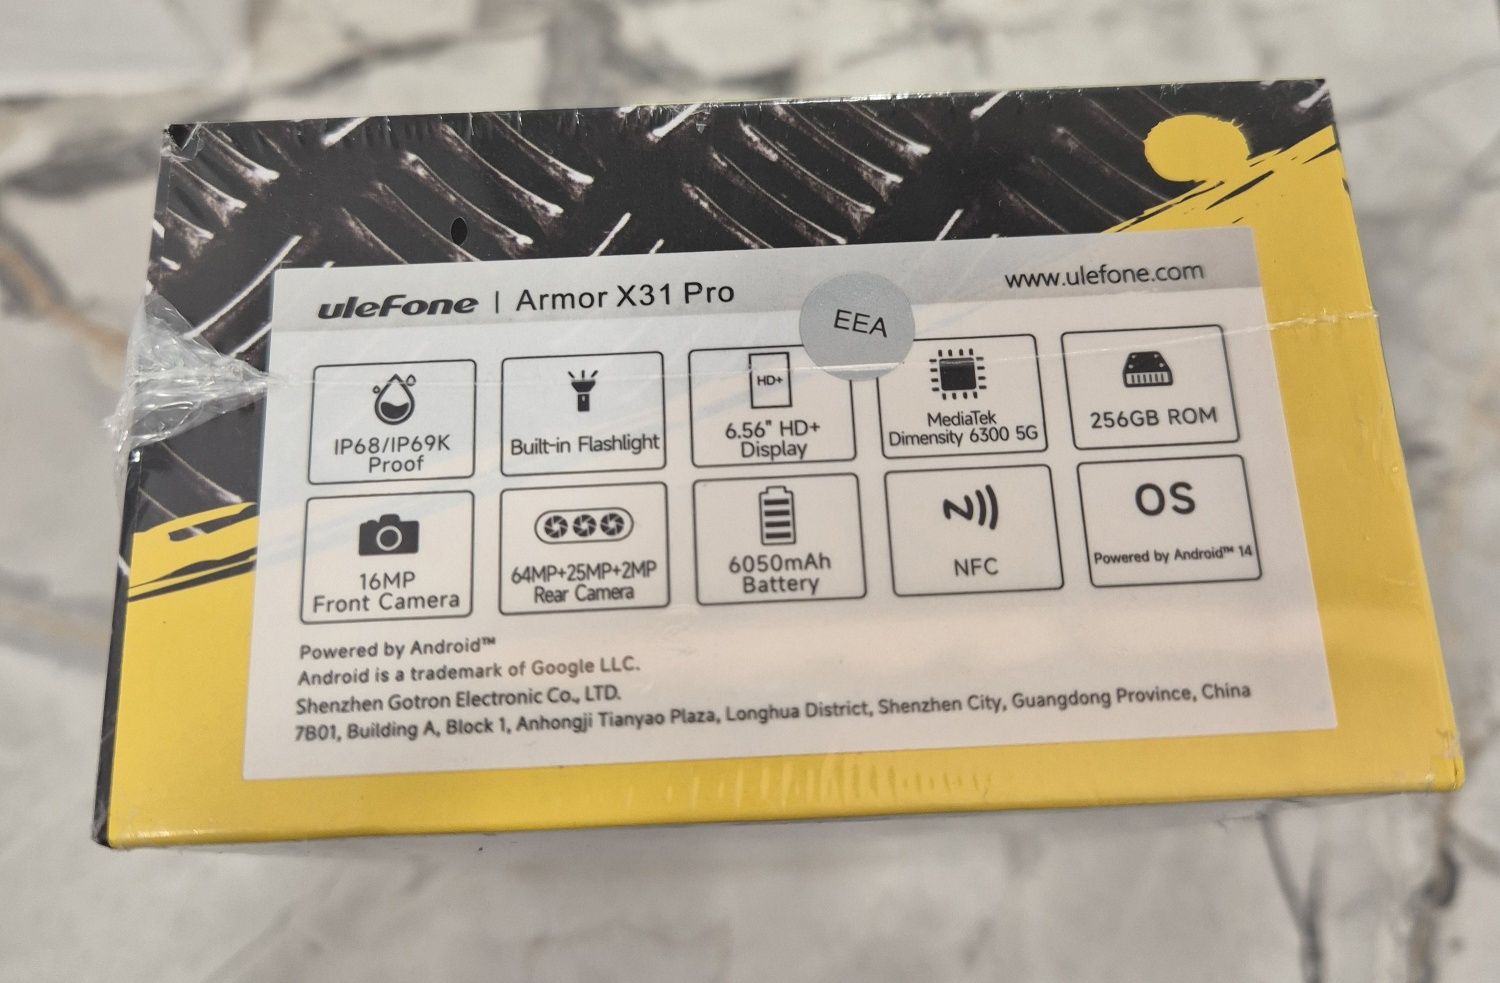 uleFone | Armor X31 Pro
EEA
www.ulefone.com
IP68/IP69K
Proof
Built-in Flashlight
HD+
6.56" HD+
Display
MediaTek
Dimensity 6300 5G
256GB ROM
16MP
Front Camera
64MP+25MP+2MP
Rear Camera
6050mAh
Battery
NFC
OS
Powered by Android™ 14
Powered by Android™
Android is a trademark of Google LLC.
Shenzhen Gotron Electronic Co., LTD.
7B01, Building A, Block 1, Anhongji Tianyao Plaza, Longhua District, Shenzhen City, Guangdong Province, China